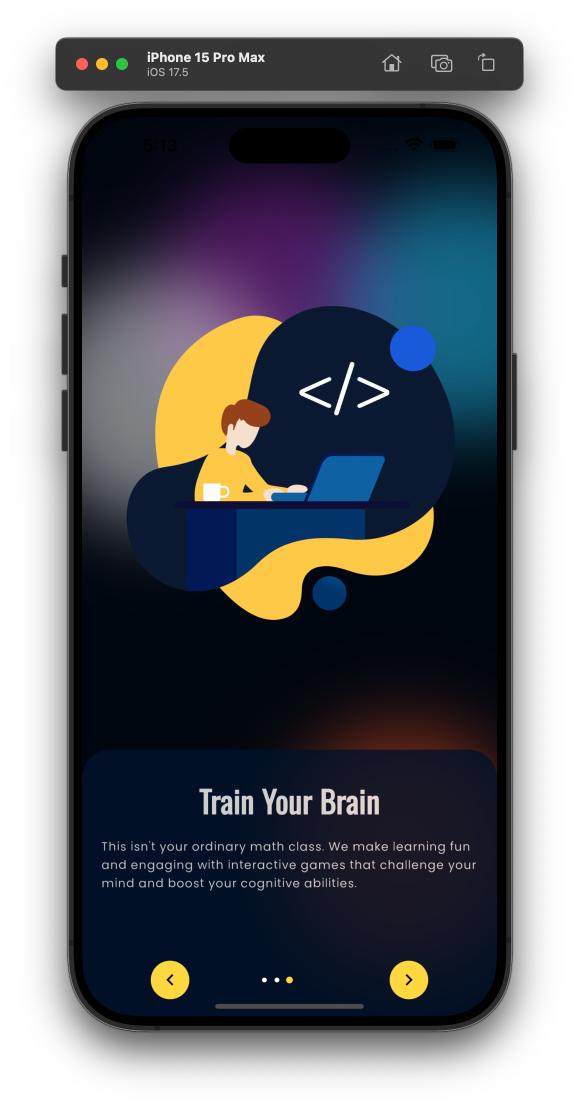 iPhone 15 Pro Max
iOS 17.5
5:13
</>
Train Your Brain
This isn't your ordinary math class. We make learning fun
and engaging with interactive games that challenge your
mind and boost your cognitive abilities.